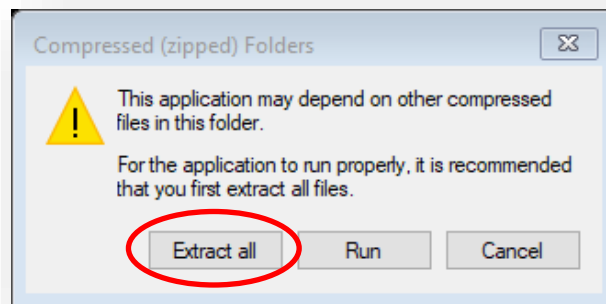 Compressed (zipped) Folders
This application may depend on other compressed
files in this folder.
For the application to run properly, it is recommended
that you first extract all files.
Extract all
Run
Cancel